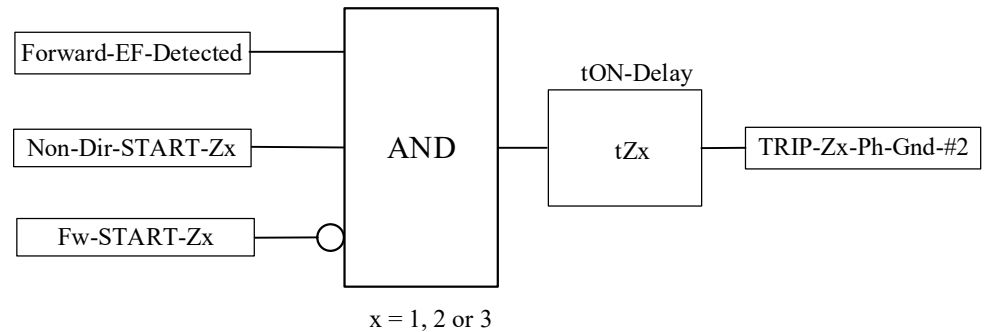 Forward-EF-Detected
Non-Dir-START-Zx
Fw-START-Zx
AND
tON-Delay
tZx
TRIP-Zx-Ph-Gnd-#2
x = 1, 2 or 3